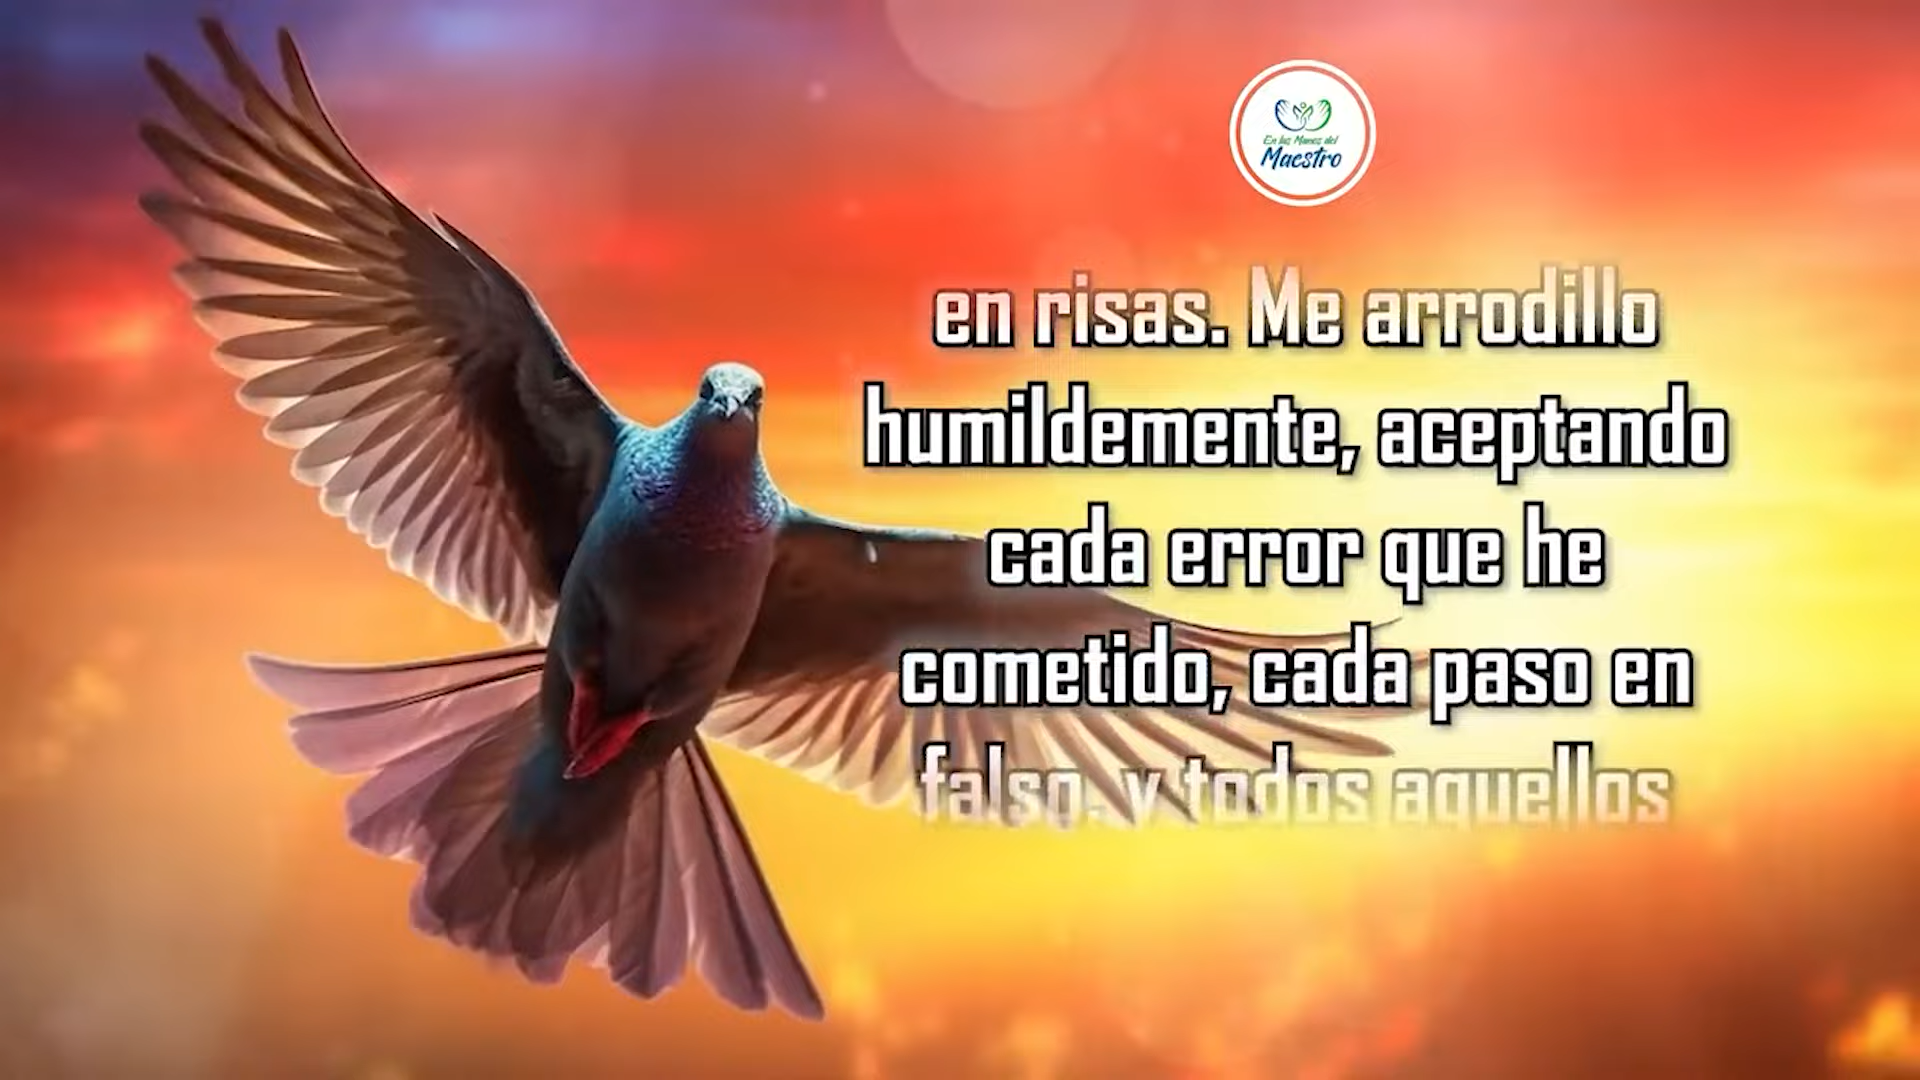 En las Manos del
Maestro
en risas. Me arrodillo
humildemente, aceptando
cada error que he
cometido, cada paso en
falso, y todos aquellos